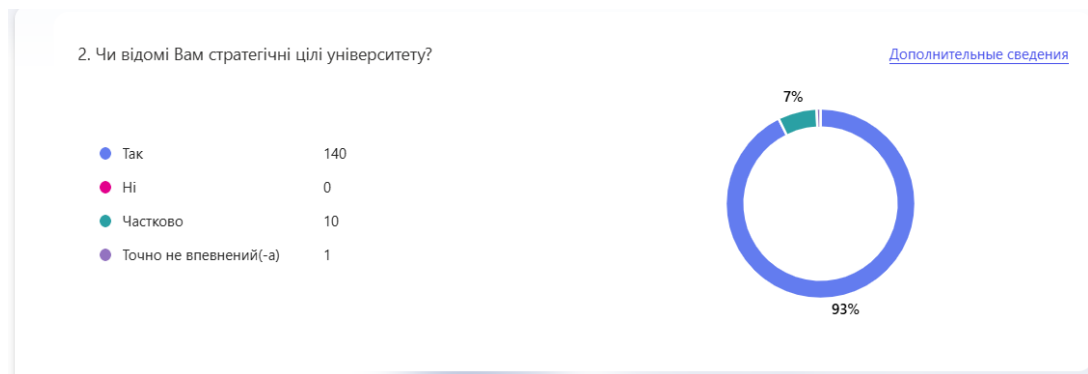 2. Чи відомі Вам стратегічні цілі університету?
Дополнительные сведения
Так 140
Ні 0
Частково 10
Точно не впевнений(-а) 1
7%
93%